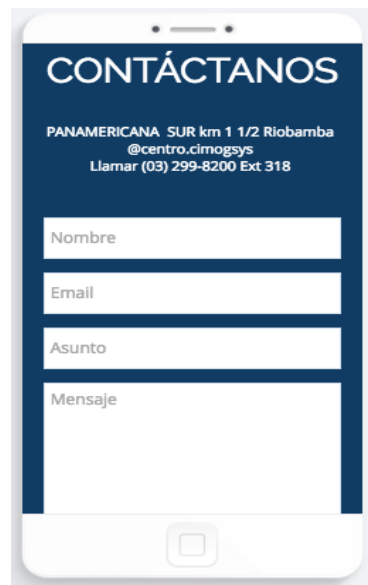 CONTÁCTANOS
PANAMERICANA SUR km 1 1/2 Riobamba
@centro.cimogsys
Llamar (03) 299-8200 Ext 318
Nombre
Email
Asunto
Mensaje